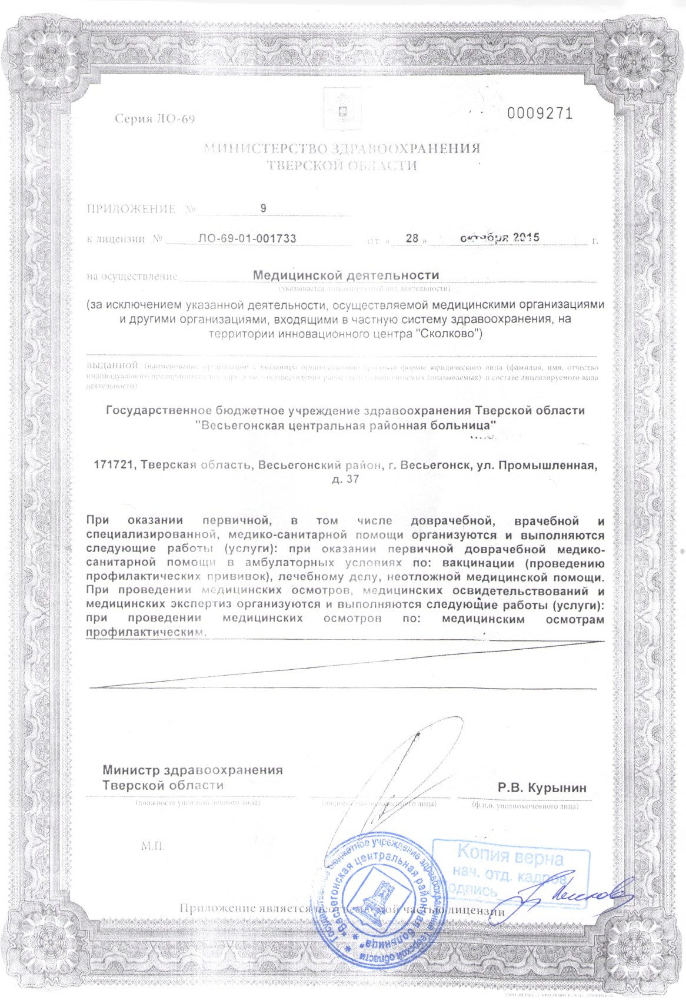 Серия ЛО-69
0009271
МИНИСТЕРСТВО ЗДРАВООХРАНЕНИЯ
ТВЕРСКОЙ ОБЛАСТИ
ПРИЛОЖЕНИЕ № 9
к лицензии № ЛО-69-01-001733 от « 28 » октября 2015 г.
на осуществление Медицинской деятельности
(указывается лицензируемый вид деятельности)
(за исключением указанной деятельности, осуществляемой медицинскими организациями
и другими организациями, входящими в частную систему здравоохранения, на
территории инновационного центра "Сколково")
выданной (наименование организации с указанием организационно-правовой формы юридического лица (фамилия, имя, отчество
индивидуального предпринимателя), адреса мест осуществления работ (услуг), выполняемых (оказываемых) в составе лицензируемого вида
деятельности)
Государственное бюджетное учреждение здравоохранения Тверской области
"Весьегонская центральная районная больница"
171721, Тверская область, Весьегонский район, г. Весьегонск, ул. Промышленная,
д. 37
При оказании первичной, в том числе доврачебной, врачебной и
специализированной, медико-санитарной помощи организуются и выполняются
следующие работы (услуги): при оказании первичной доврачебной медико-
санитарной помощи в амбулаторных условиях по: вакцинации (проведению
профилактических прививок), лечебному делу, неотложной медицинской помощи.
При проведении медицинских осмотров, медицинских освидетельствований и
медицинских экспертиз организуются и выполняются следующие работы (услуги):
при проведении медицинских осмотров по: медицинским осмотрам
профилактическим.
Министр здравоохранения
Тверской области
Р.В. Курынин
(должность уполномоченного лица)
(подпись уполномоченного лица)
(ф.и.о. уполномоченного лица)
М.П.
Государственное бюджетное учреждение здравоохранения Тверской области
"Весьегонская центральная районная больница"
Копия верна
нач. отд. кадров
Подпись
Приложение является неотъемлемой частью лицензии